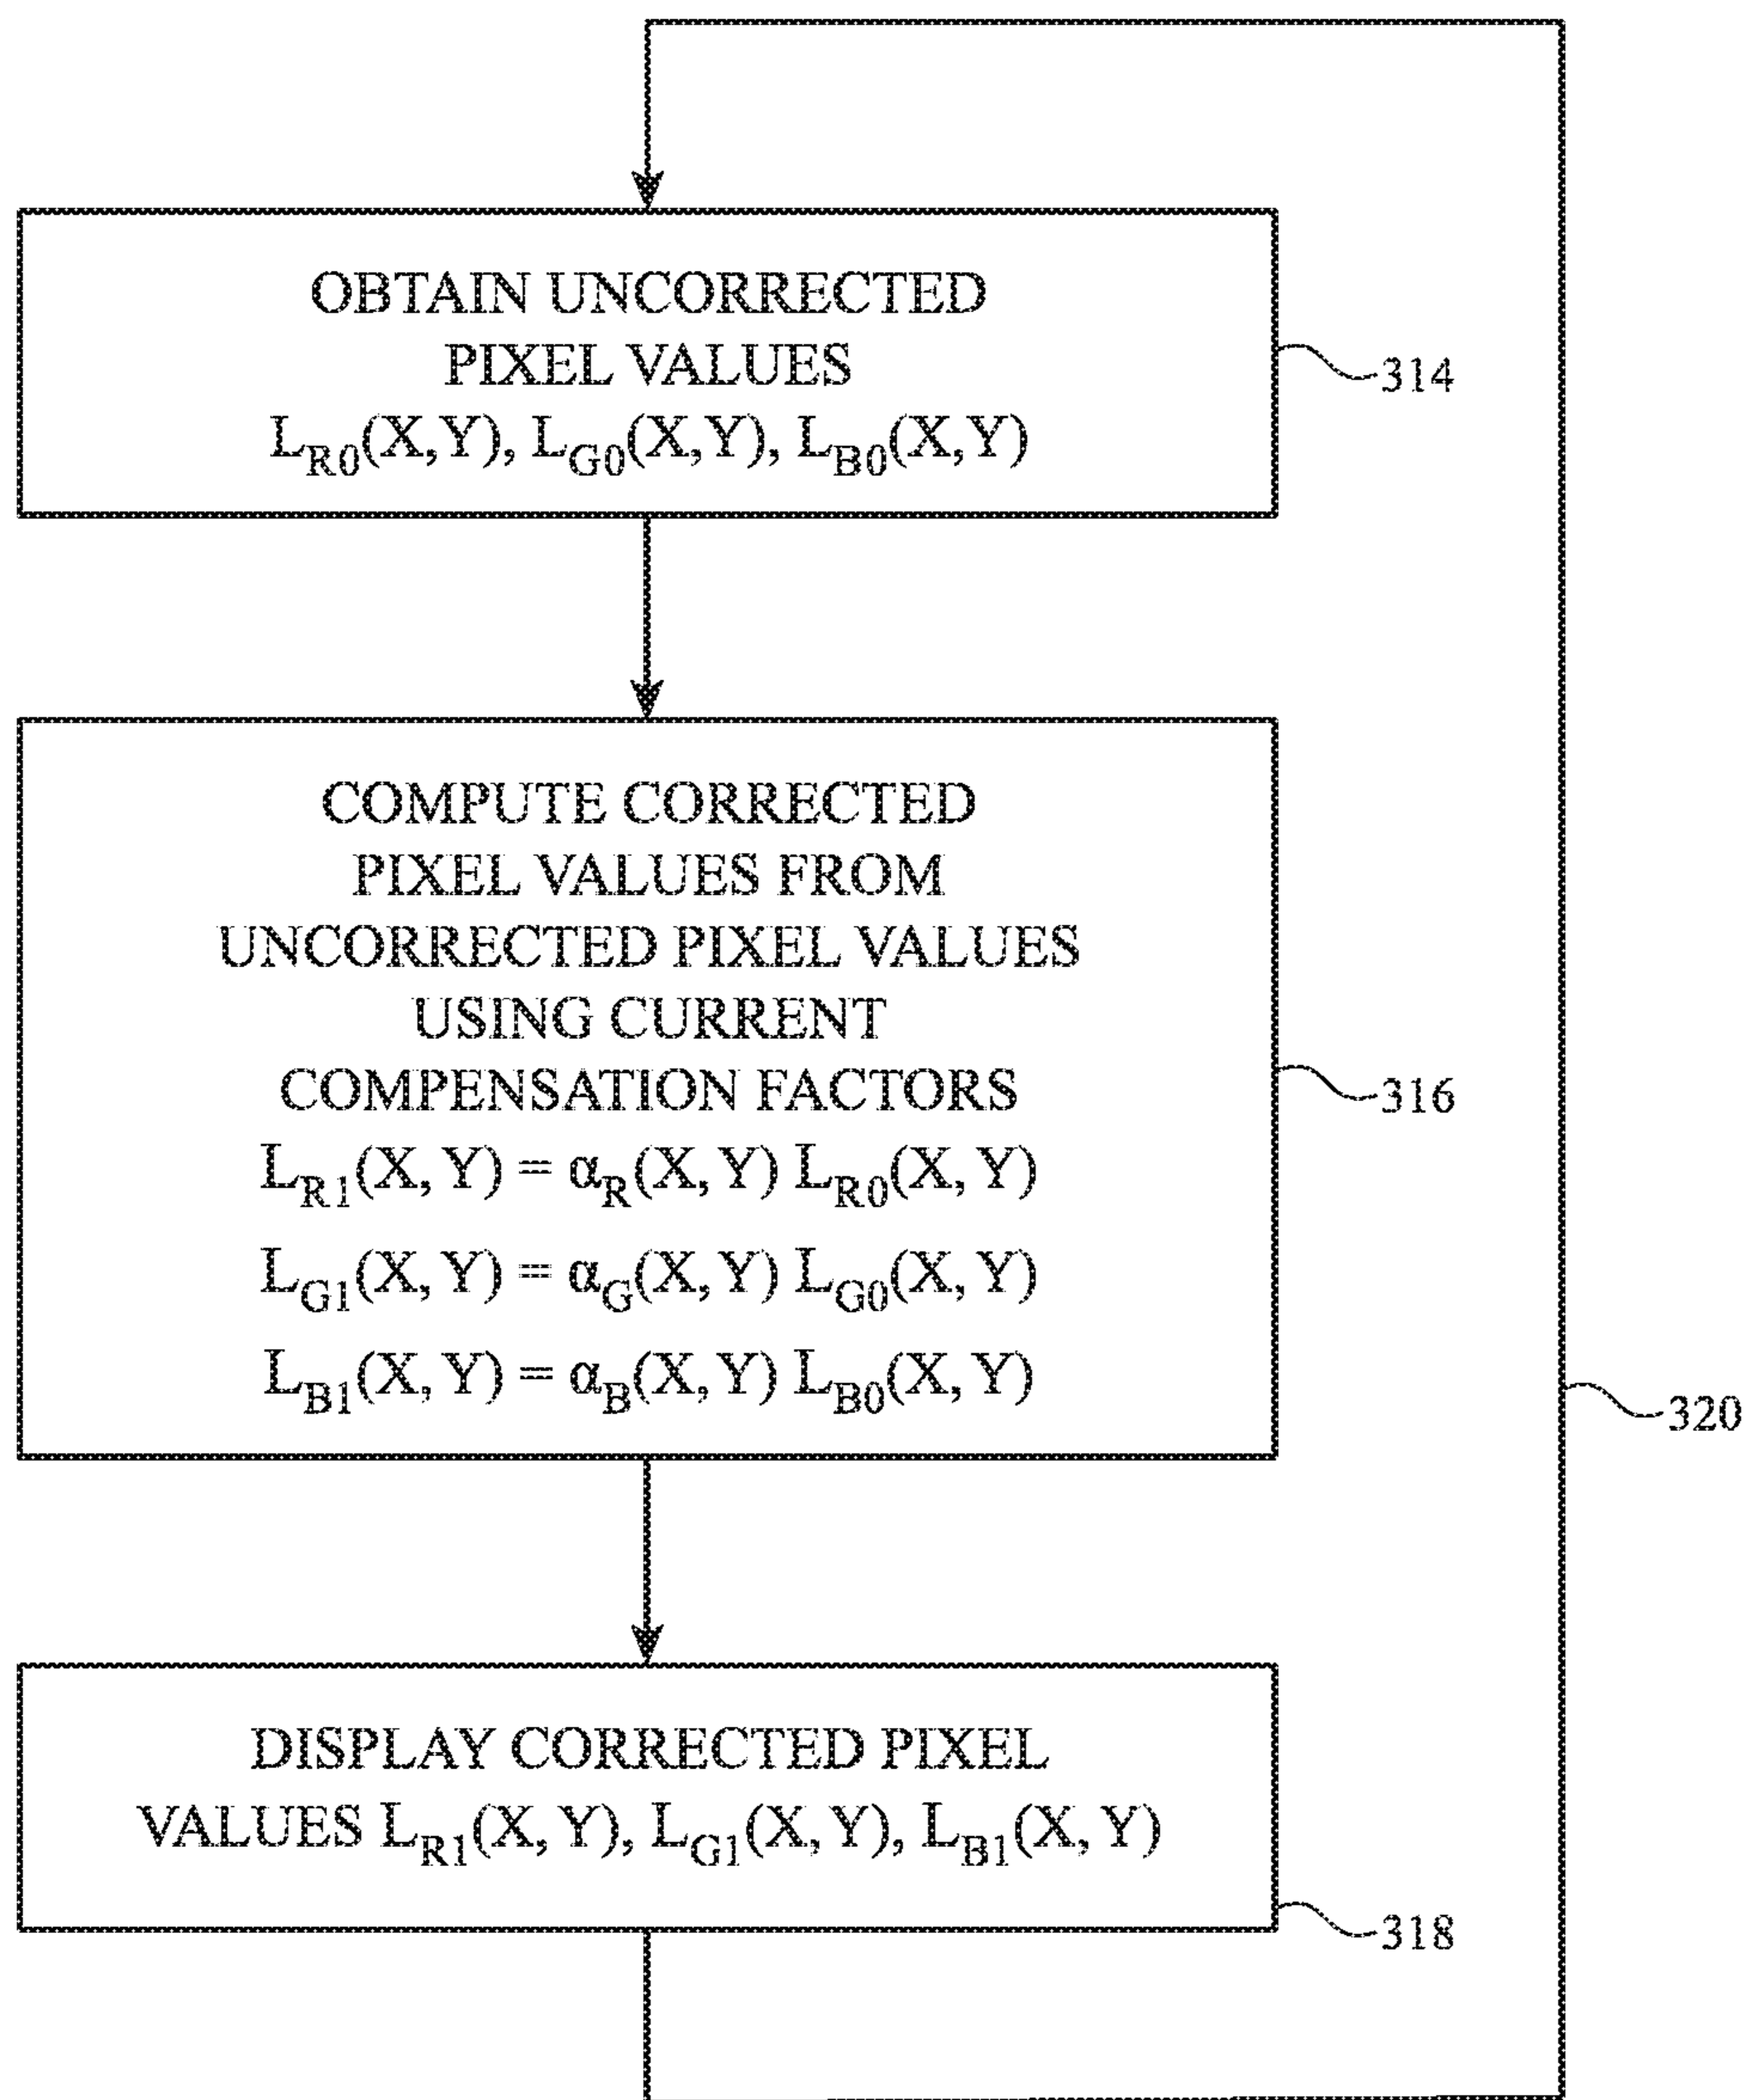 OBTAIN UNCORRECTED
PIXEL VALUES
L_R0(X,Y), L_G0(X,Y), L_B0(X,Y)
314
COMPUTE CORRECTED
PIXEL VALUES FROM
UNCORRECTED PIXEL VALUES
USING CURRENT
COMPENSATION FACTORS
316
L_R1(X, Y) = α_R(X, Y) L_R0(X, Y)
L_G1(X, Y) = α_G(X, Y) L_G0(X, Y)
L_B1(X, Y) = α_B(X, Y) L_B0(X, Y)
320
DISPLAY CORRECTED PIXEL
VALUES L_R1(X, Y), L_G1(X, Y), L_B1(X, Y)
318